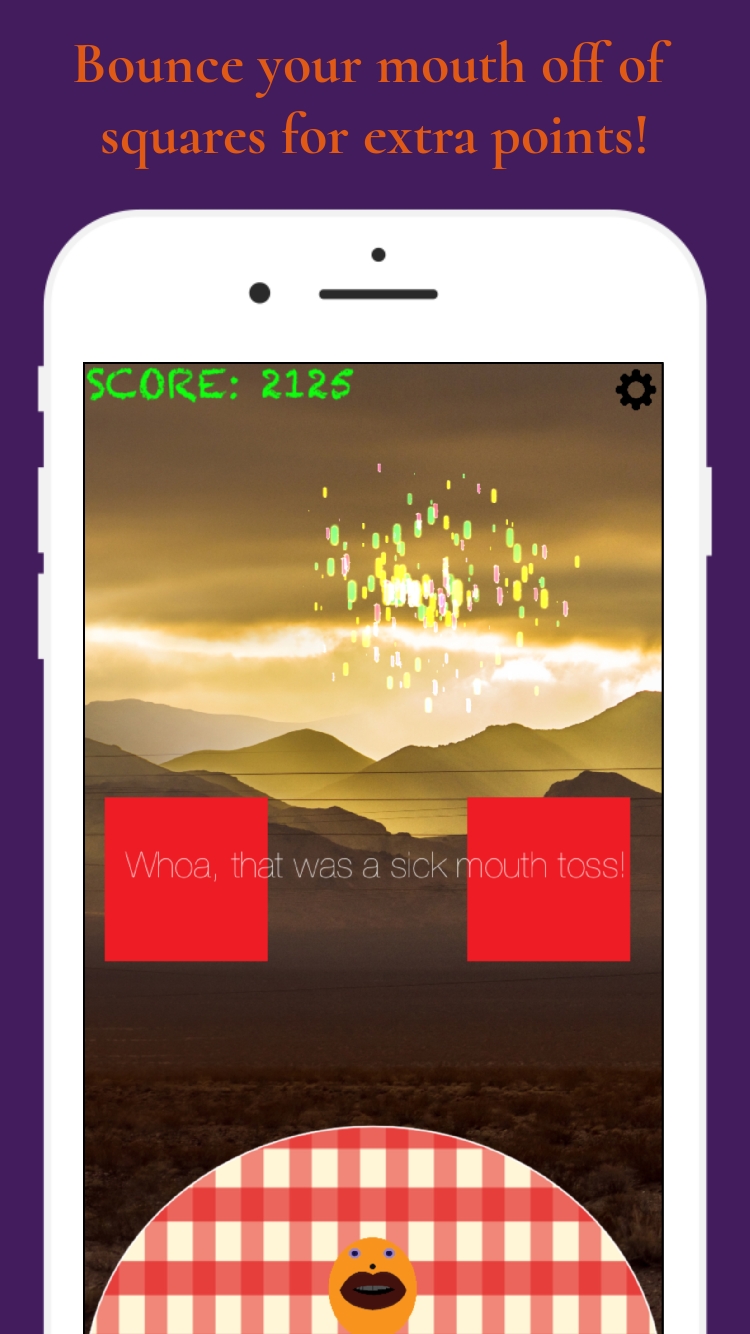 Bounce your mouth off of
squares for extra points!
SCORE: 2125
Whoa, that was a sick mouth toss!